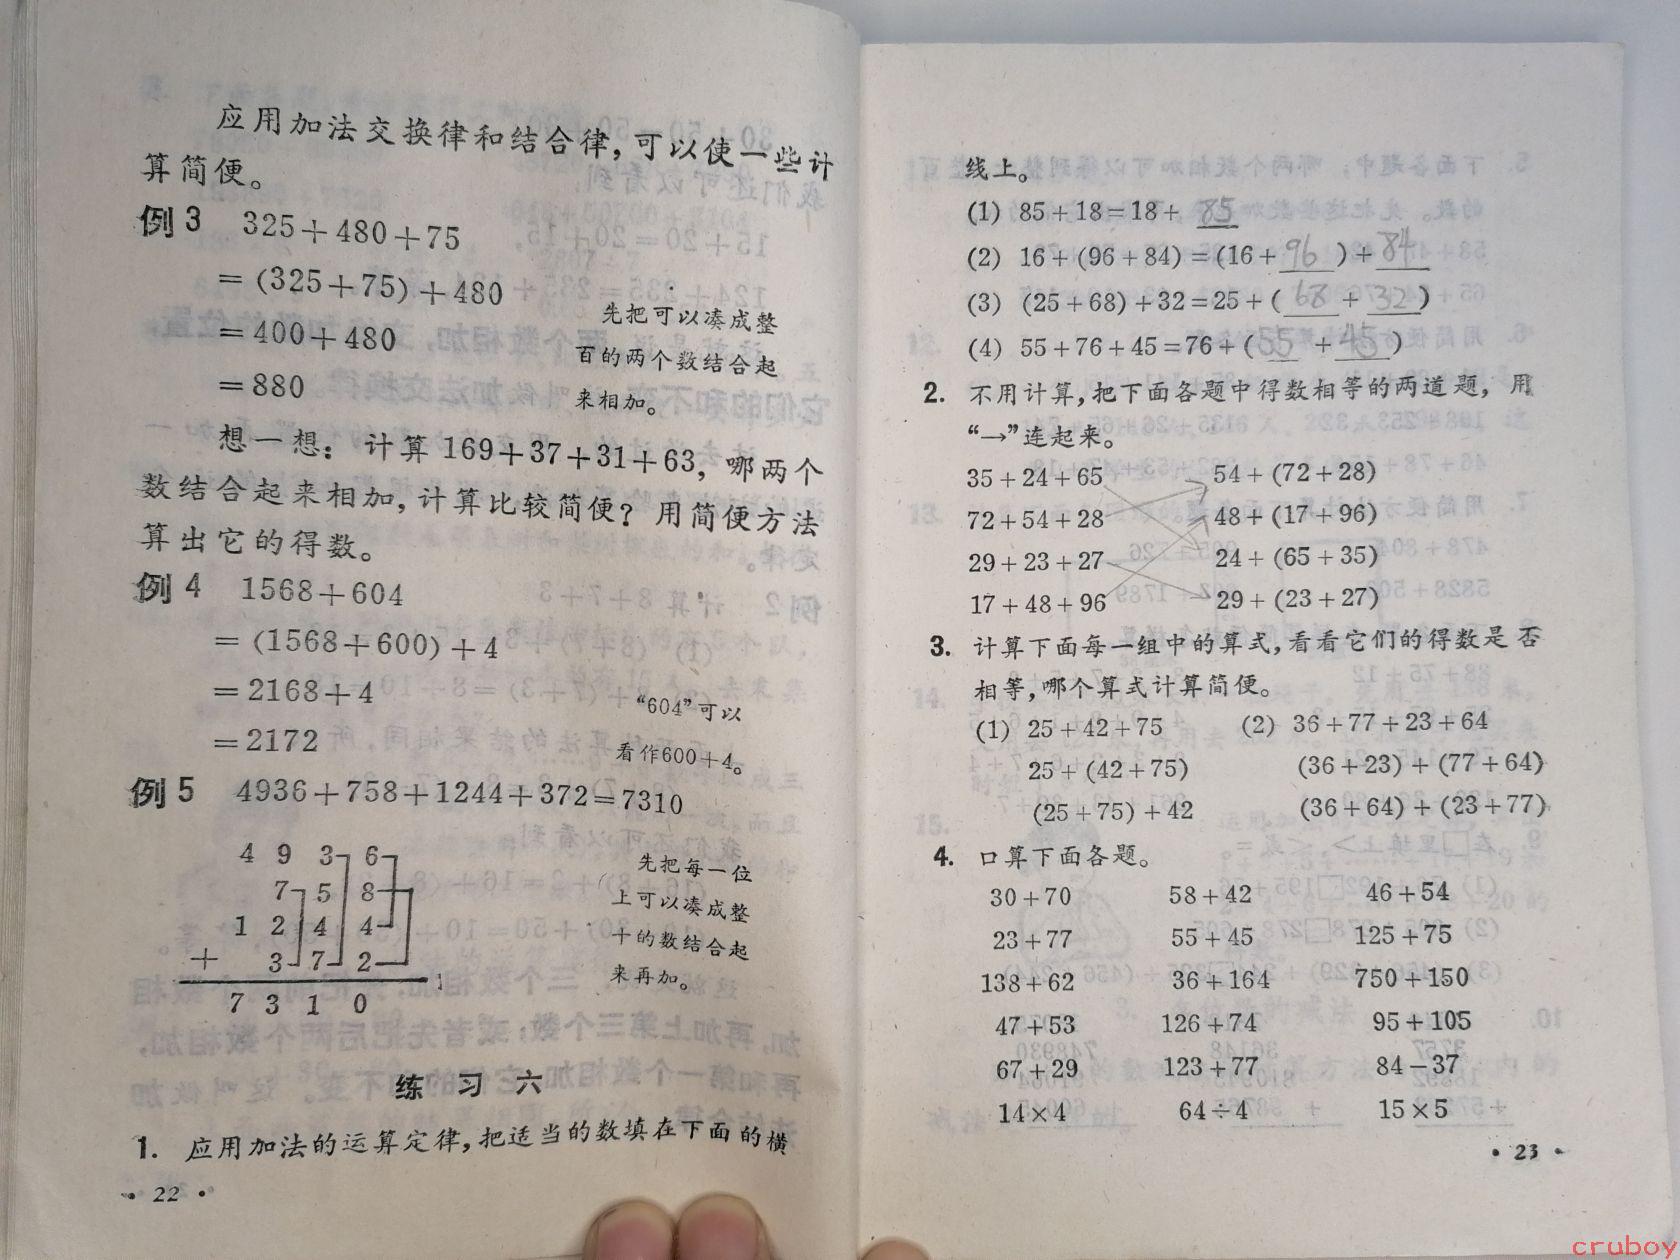 应用加法交换律和结合律，可以使一些计
算简便。
例3 325＋480＋75
＝(325＋75)＋480
＝400＋480
＝880
先把可以凑成整
百的两个数结合起
来相加。
想一想：计算169＋37＋31＋63，哪两个
数结合起来相加，计算比较简便？用简便方法
算出它的得数。
例4 1568＋604
＝(1568＋600)＋4
＝2168＋4
＝2172
“604”可以
看作600＋4。
例5 4936＋758＋1244＋372＝7310
4 9 3 6
7 5 8
1 2 4 4
＋ 3 7 2
7 3 1 0
先把每一位
上可以凑成整
十的数结合起
来再加。
练习六
1. 应用加法的运算定律，把适当的数填在下面的横
·22·
线上。
(1) 85＋18＝18＋ 85
(2) 16＋(96＋84)＝(16＋ 96 )＋ 84
(3) (25＋68)＋32＝25＋( 68 ＋ 32 )
(4) 55＋76＋45＝76＋( 55 ＋ 45 )
2. 不用计算，把下面各题中得数相等的两道题，用
“→”连起来。
35＋24＋65 54＋(72＋28)
72＋54＋28 48＋(17＋96)
29＋23＋27 24＋(65＋35)
17＋48＋96 29＋(23＋27)
3. 计算下面每一组中的算式，看看它们的得数是否
相等，哪个算式计算简便。
(1) 25＋42＋75 (2) 36＋77＋23＋64
25＋(42＋75) (36＋23)＋(77＋64)
(25＋75)＋42 (36＋64)＋(23＋77)
4. 口算下面各题。
30＋70 58＋42 46＋54
23＋77 55＋45 125＋75
138＋62 36＋164 750＋150
47＋53 126＋74 95＋105
67＋29 123＋77 84－37
14×4 64÷4 15×5
·23·
cruboy